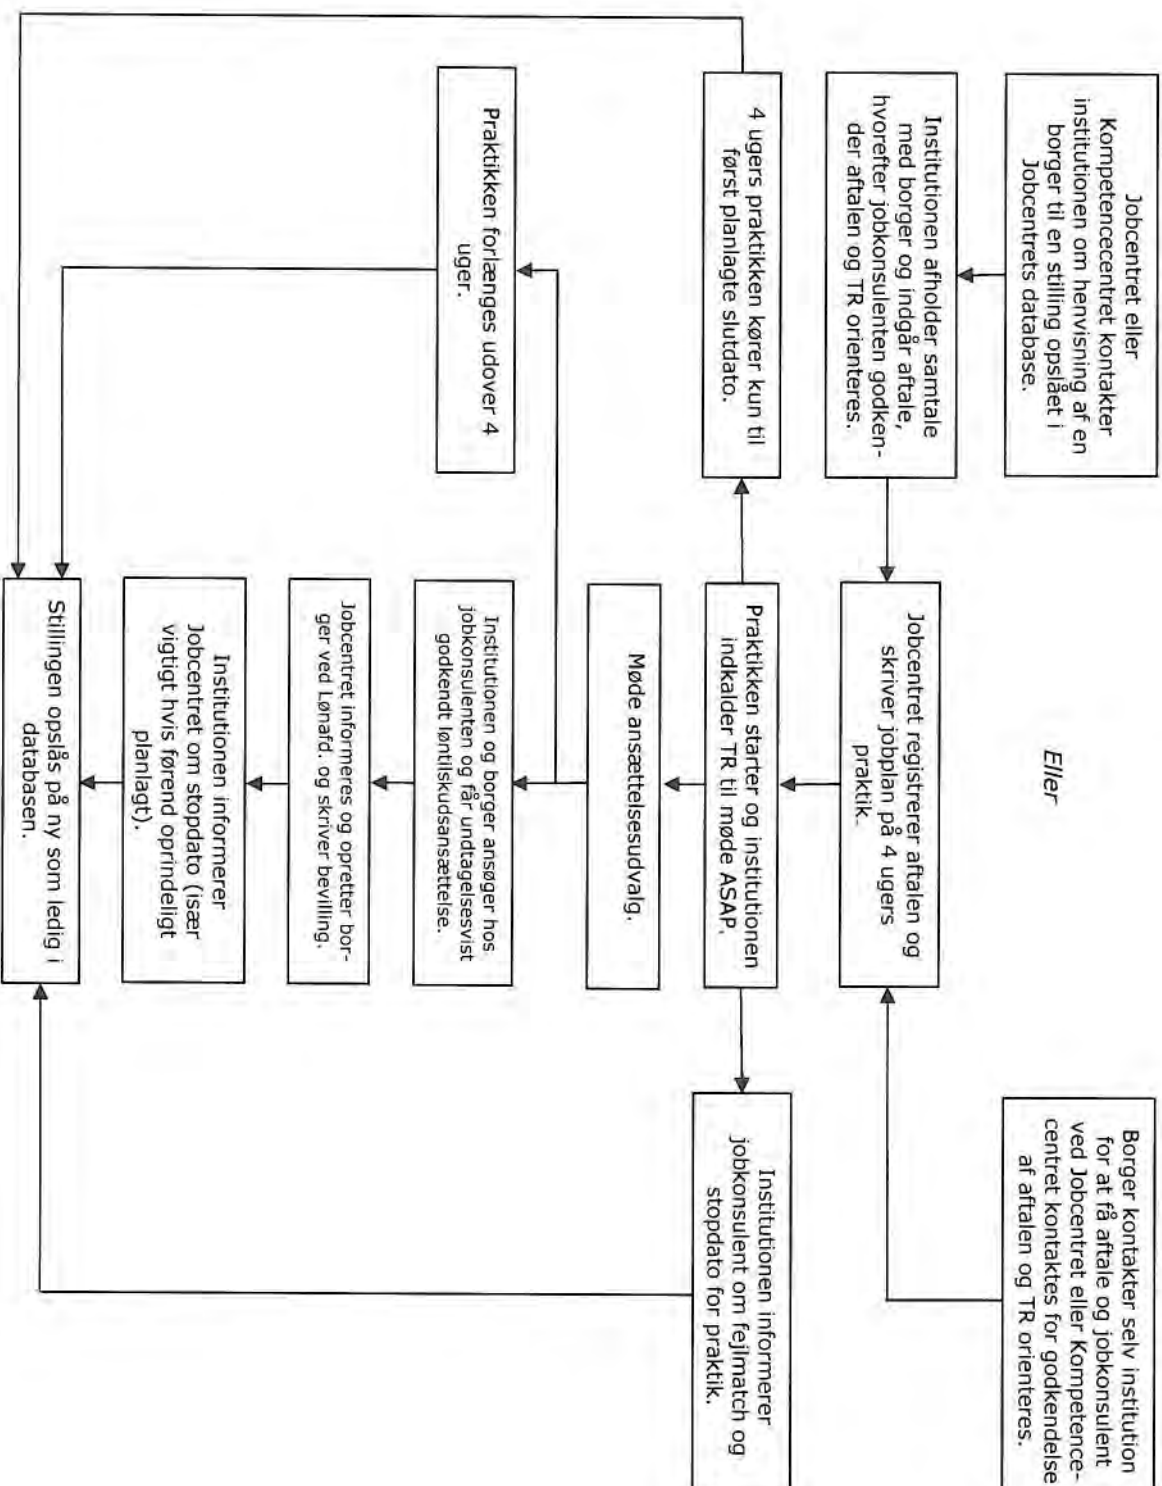 Jobcentret eller
Kompetencecentret kontakter
institutionen om henvisning af en
borger til en stilling opslået i
Jobcentrets database.
Eller
Borger kontakter selv institution
for at få aftale og jobkonsulent
ved Jobcentret eller Kompetence-
centret kontaktes for godkendelse
af aftalen og TR orienteres.
Institutionen afholder samtale
med borger og indgår aftale,
hvorefter jobkonsulenten godken-
der aftalen og TR orienteres.
Jobcentret registrerer aftalen og
skriver jobplan på 4 ugers
praktik.
4 ugers praktikken kører kun til
først planlagte slutdato.
Praktikken starter og institutionen
indkalder TR til møde ASAP.
Institutionen informerer
jobkonsulent om fejlmatch og
stopdato for praktik.
Møde ansættelsesudvalg.
Praktikken forlænges udover 4
uger.
Institutionen og borger ansøger hos
jobkonsulenten og får undtagelsesvist
godkendt løntilskudsansættelse.
Jobcentret informeres og opretter bor-
ger ved Lønafd. og skriver bevilling.
Institutionen informerer
Jobcentret om stopdato (især
vigtigt hvis førend oprindeligt
planlagt).
Stillingen opslås på ny som ledig i
databasen.